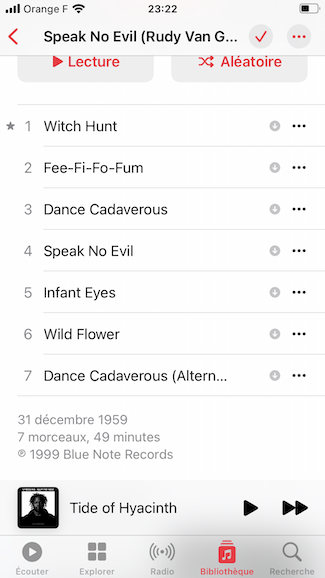 Orange F 23:22
Speak No Evil (Rudy Van G...
Lecture Aléatoire
1 Witch Hunt
2 Fee-Fi-Fo-Fum
3 Dance Cadaverous
4 Speak No Evil
5 Infant Eyes
6 Wild Flower
7 Dance Cadaverous (Altern...
31 décembre 1959
7 morceaux, 49 minutes
℗ 1999 Blue Note Records
Tide of Hyacinth
Écouter Explorer Radio Bibliothèque Recherche